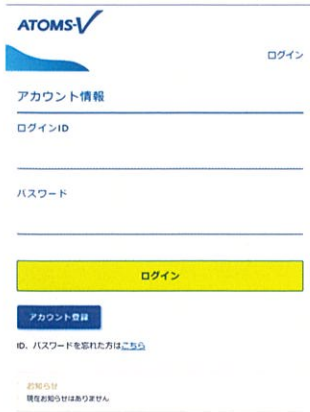 ATOMS-V
ログイン
アカウント情報
ログインID
パスワード
ログイン
アカウント登録
ID、パスワードを忘れた方はこちら
お知らせ
現在お知らせはありません